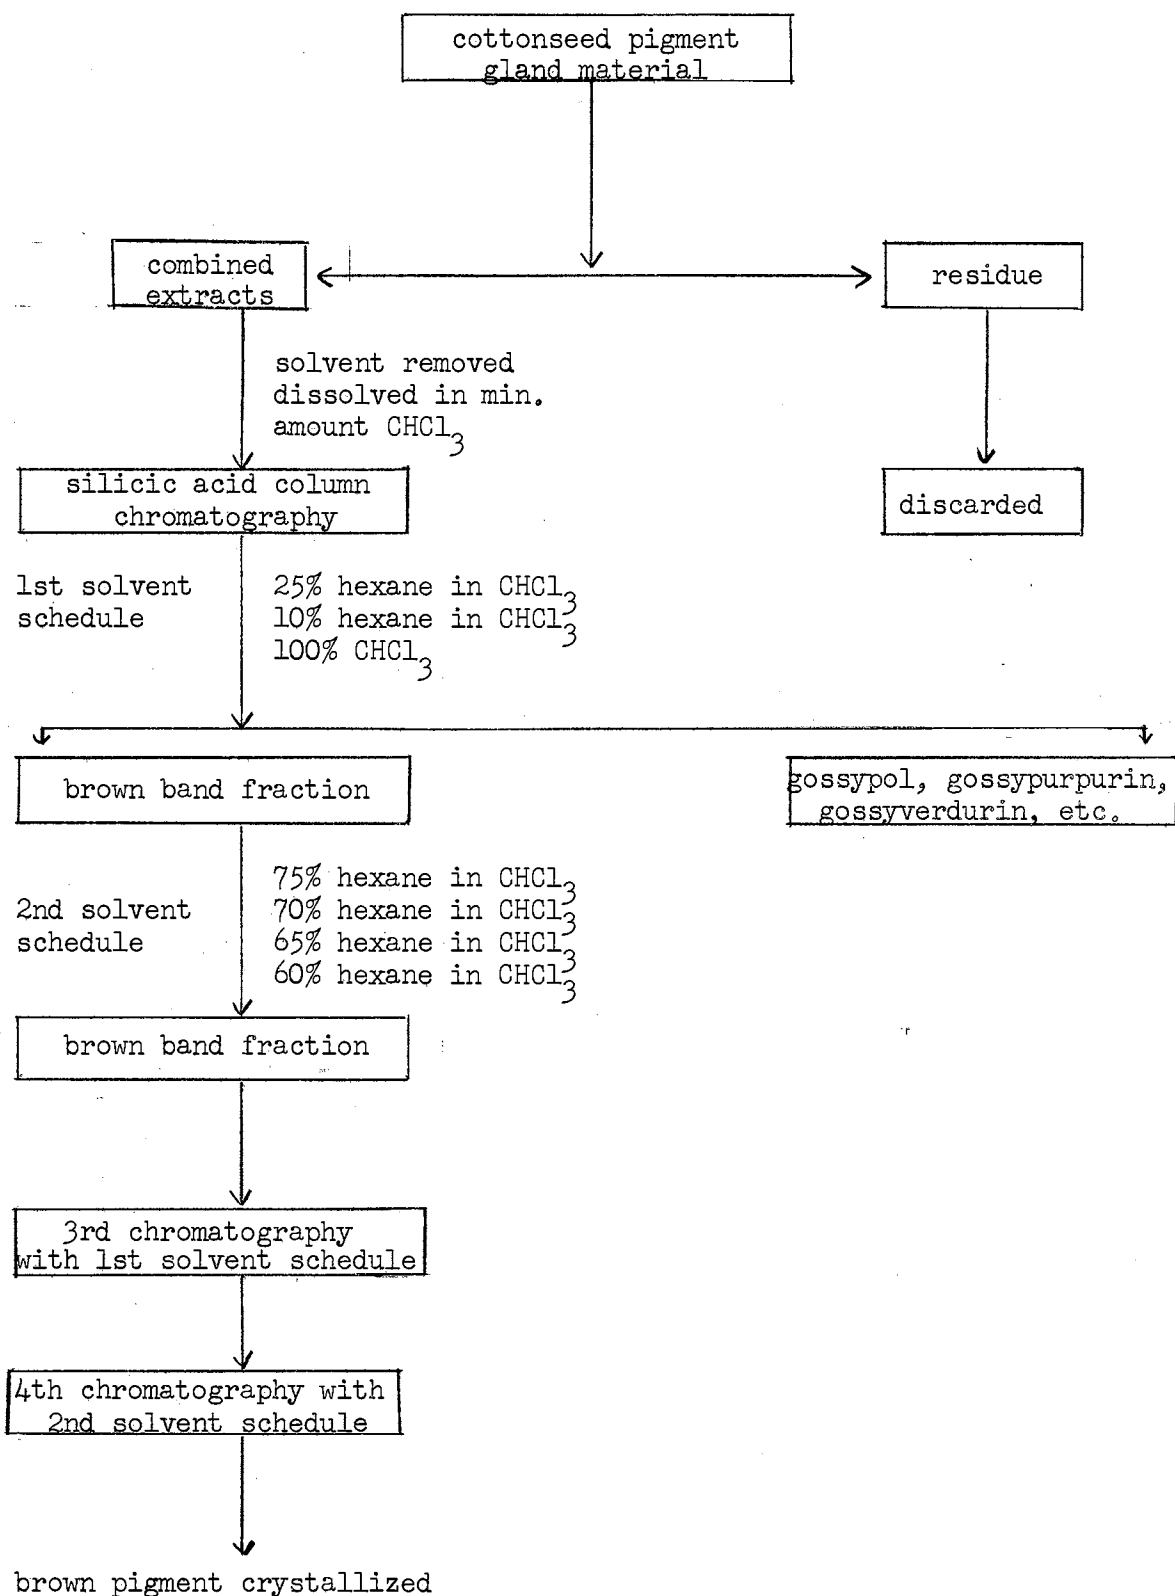 cottonseed pigment
gland material
combined
extracts
residue
solvent removed
dissolved in min.
amount CHCl3
silicic acid column
chromatography
discarded
1st solvent
schedule
25% hexane in CHCl3
10% hexane in CHCl3
100% CHCl3
brown band fraction
gossypol, gossypurpurin,
gossyverdurin, etc.
2nd solvent
schedule
75% hexane in CHCl3
70% hexane in CHCl3
65% hexane in CHCl3
60% hexane in CHCl3
brown band fraction
3rd chromatography
with 1st solvent schedule
4th chromatography with
2nd solvent schedule
brown pigment crystallized